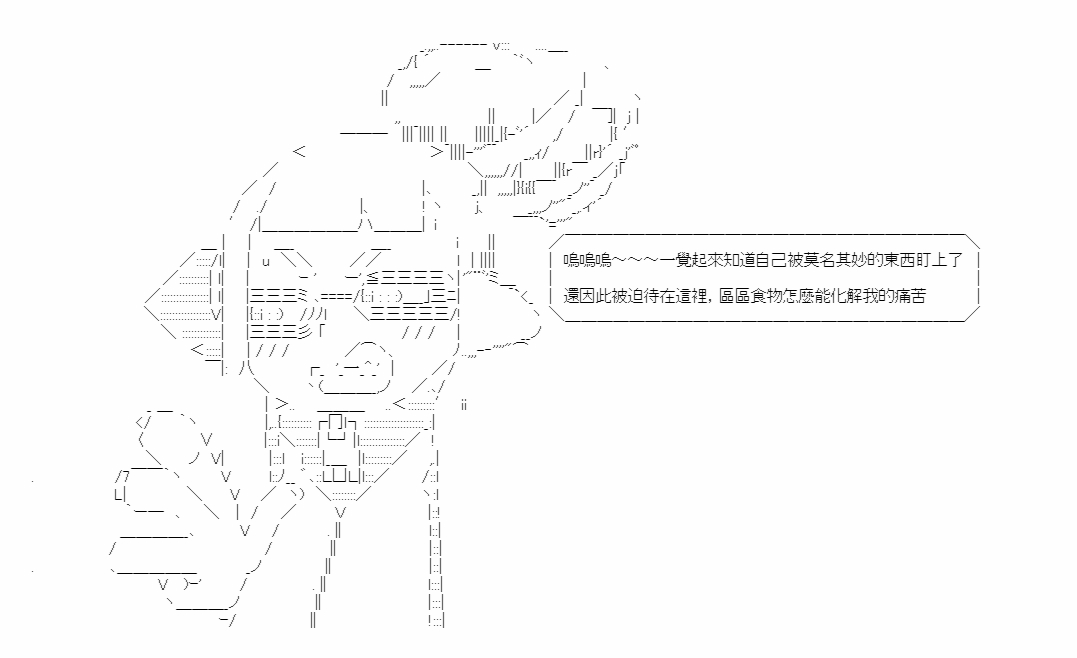 嗚嗚嗚～～～一覺起來知道自己被莫名其妙的東西盯上了
還因此被迫待在這裡，區區食物怎麼能化解我的痛苦